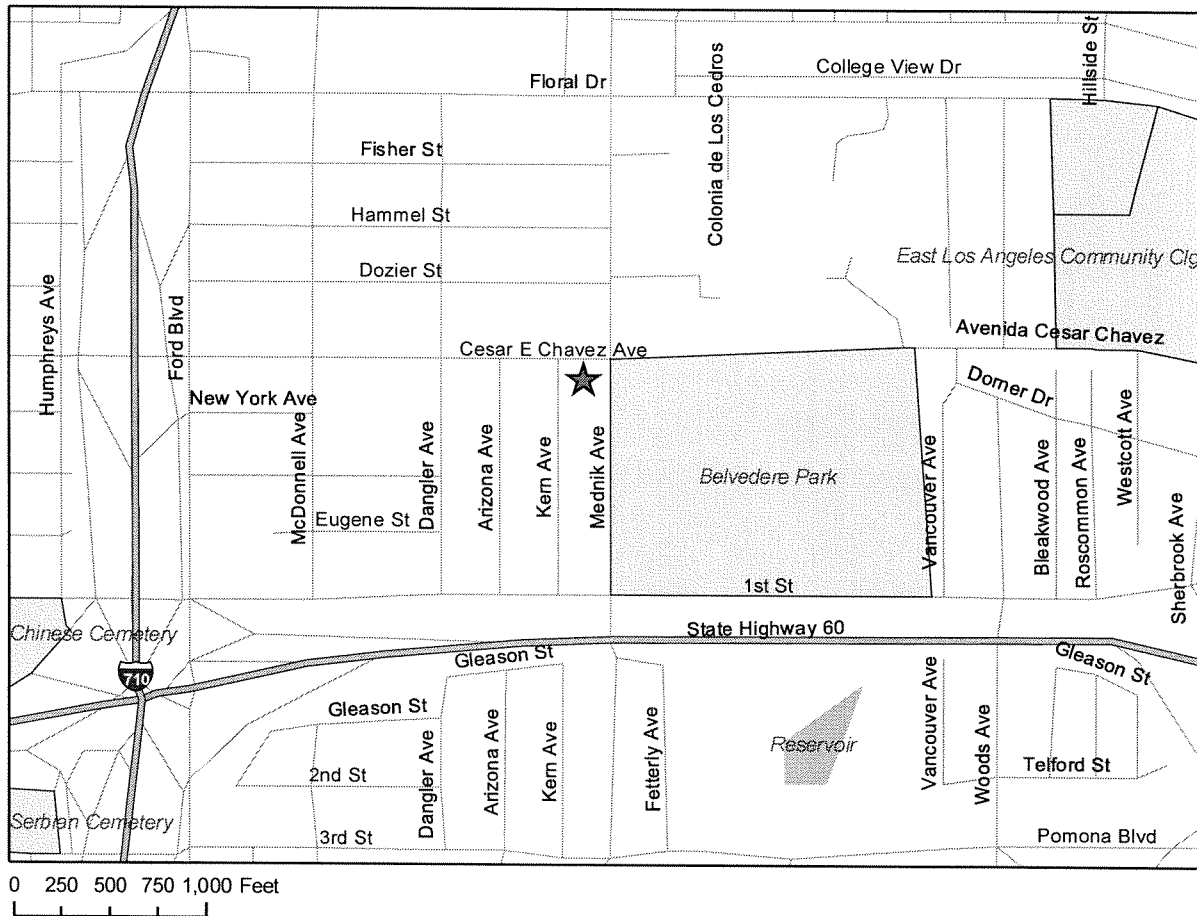 Hillside St
College View Dr
Floral Dr
Colonia de Los Cedros
Fisher St
Hammel St
East Los Angeles Community Clg
Dozier St
Humphreys Ave
Ford Blvd
Avenida Cesar Chavez
Cesar E Chavez Ave
New York Ave
Domer Dr
McDonnell Ave
Dangler Ave
Arizona Ave
Kern Ave
Mednik Ave
Belvedere Park
Vancouver Ave
Bleakwood Ave
Roscommon Ave
Westcott Ave
Sherbrook Ave
Eugene St
1st St
Chinese Cemetery
State Highway 60
Gleason St
Gleason St
710
Gleason St
Reservoir
2nd St
Dangler Ave
Arizona Ave
Kern Ave
Fetterly Ave
Vancouver Ave
Woods Ave
Telford St
Serbian Cemetery
3rd St
Pomona Blvd
0 250 500 750 1,000 Feet